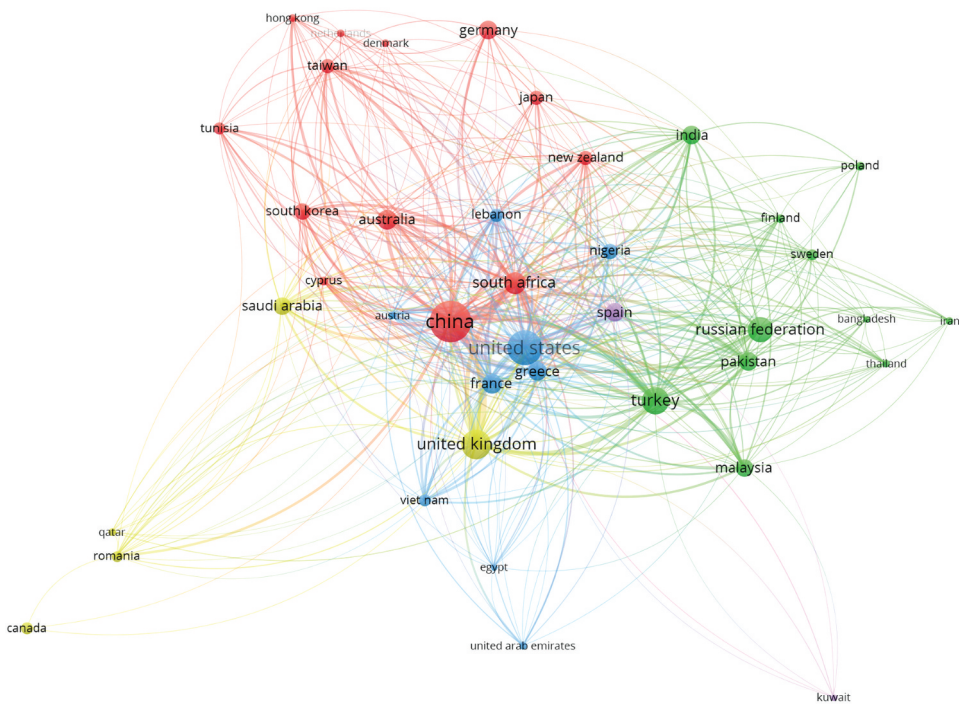 hong kong
netherlands
germany
denmark
taiwan
japan
tunisia
india
new zealand
poland
south korea
australia
lebanon
finland
nigeria
sweden
cyprus
south africa
saudi arabia
austria
spain
china
bangladesh
iran
russian federation
united states
pakistan
thailand
greece
france
turkey
united kingdom
malaysia
viet nam
qatar
romania
egypt
canada
united arab emirates
kuwait